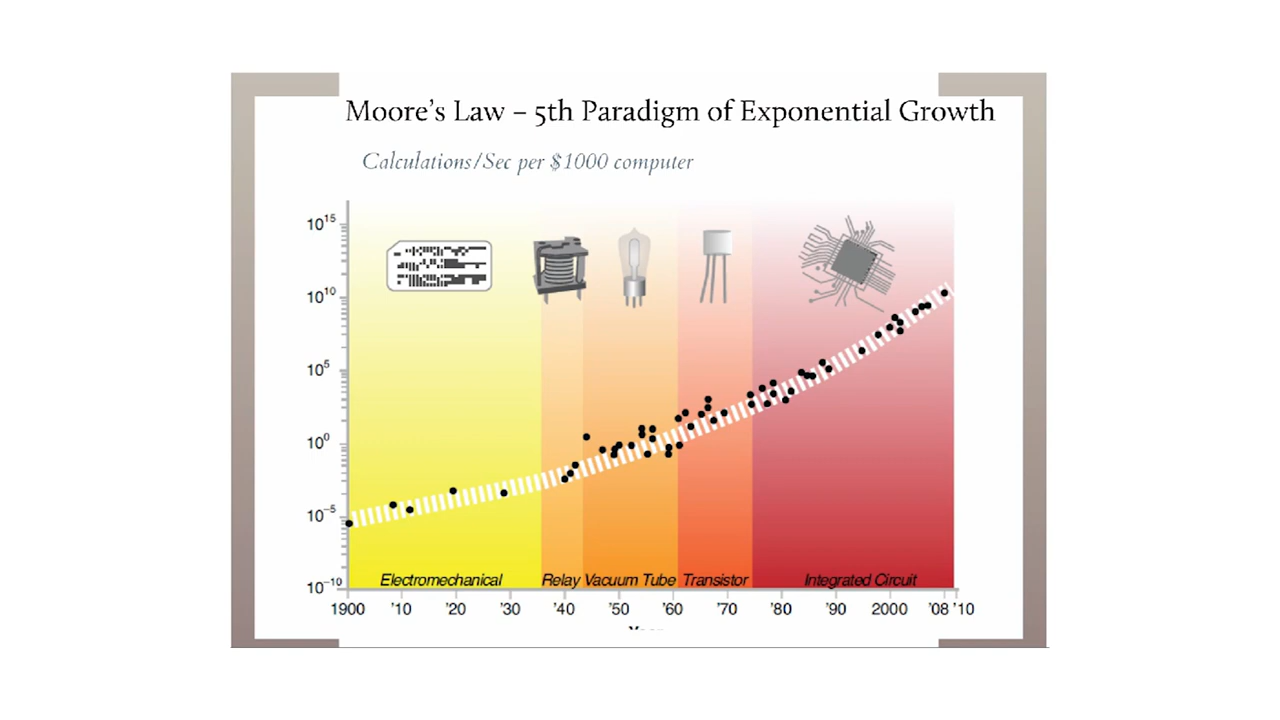 Moore's Law – 5th Paradigm of Exponential Growth
Calculations/Sec per $1000 computer
10¹⁵
10¹⁰
10⁵
10⁰
10⁻⁵
10⁻¹⁰
Electromechanical Relay Vacuum Tube Transistor Integrated Circuit
1900 '10 '20 '30 '40 '50 '60 '70 '80 '90 2000 '08 '10